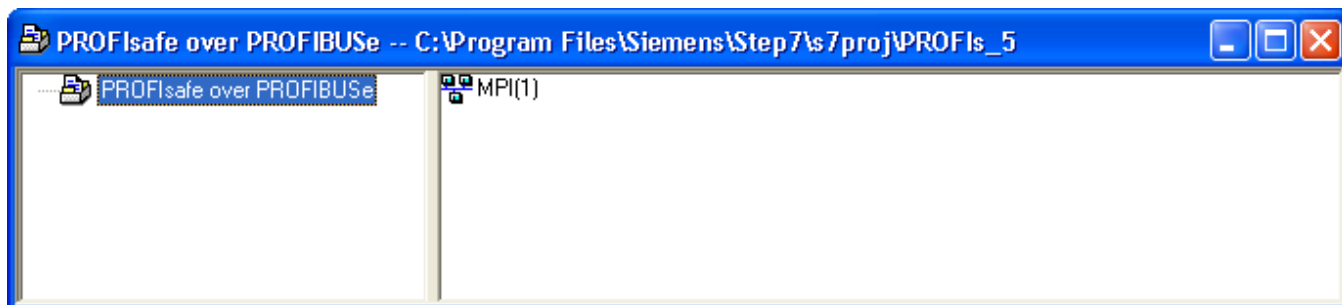 PROFIsafe over PROFIBUSe -- C:\Program Files\Siemens\Step7\s7proj\PROFIs_5
PROFIsafe over PROFIBUSe
MPI(1)